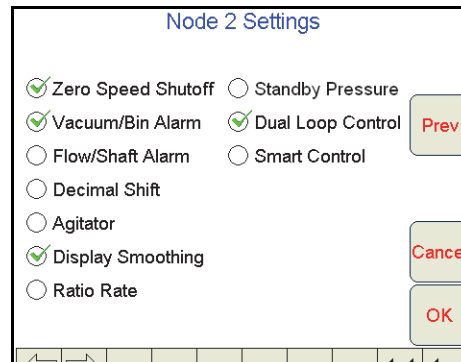 Node 2 Settings
Zero Speed Shutoff
Vacuum/Bin Alarm
Flow/Shaft Alarm
Decimal Shift
Agitator
Display Smoothing
Ratio Rate
Standby Pressure
Dual Loop Control
Smart Control
Prev
Cance
OK